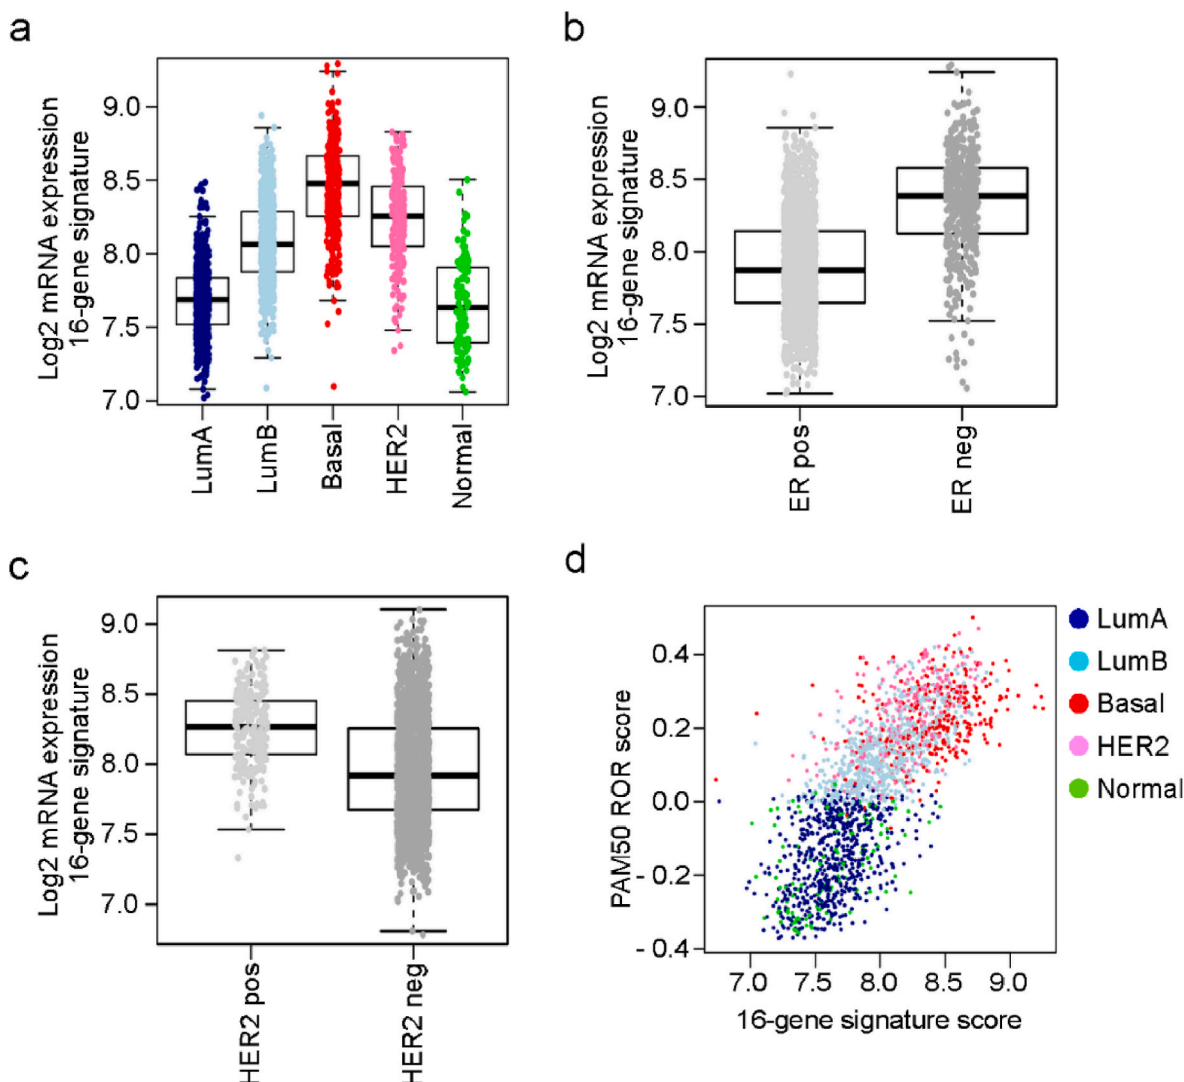 a
Log2 mRNA expression
16-gene signature
9.0
8.5
8.0
7.5
7.0
LumA
LumB
Basal
HER2
Normal
b
Log2 mRNA expression
16-gene signature
9.0
8.5
8.0
7.5
7.0
ER pos
ER neg
c
Log2 mRNA expression
16-gene signature
9.0
8.5
8.0
7.5
7.0
HER2 pos
HER2 neg
d
PAM50 ROR score
0.4
0.2
0.0
- 0.2
- 0.4
7.0 7.5 8.0 8.5 9.0
16-gene signature score
LumA
LumB
Basal
HER2
Normal